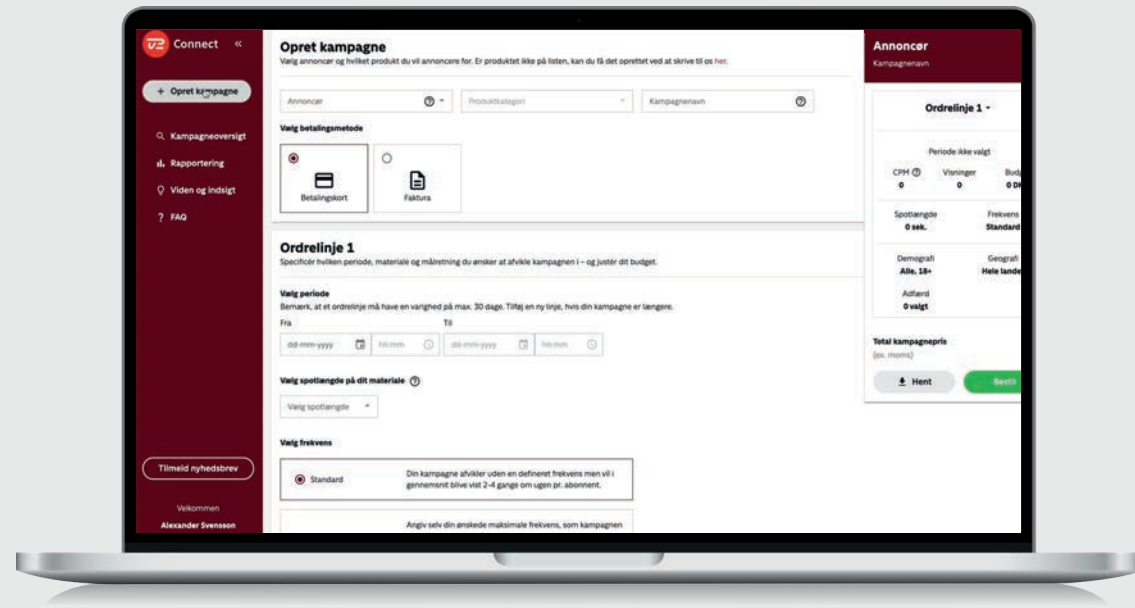 2 Connect «
+ Opret kampagne
Kampagneoversigt
Rapportering
Viden og indsigt
? FAQ
Tilmeld nyhedsbrev
Velkommen
Alexander Svensson
Opret kampagne
Vælg annoncør og hvilket produkt du vil annoncere for. Er produktet ikke på listen, kan du få det oprettet ved at skrive til os her.
Annoncør
Produktkategori
Kampagnenavn
Vælg betalingsmetode
Betalingskort
Faktura
Ordrelinje 1
Specificér hvilken periode, materiale og målretning du ønsker at afvikle kampagnen i - og justér dit budget.
Vælg periode
Bemærk, at et ordrelinje må have en varighed på max. 30 dage. Tilføj en ny linje, hvis din kampagne er længere.
Fra Til
dd-mm-yyyy hh:mm dd-mm-yyyy hh:mm
Vælg spotlængde på dit materiale
Vælg spotlængde
Vælg frekvens
Standard
Din kampagne afvikler uden en defineret frekvens men vil i
gennemsnit blive vist 2-4 gange om ugen pr. abonnent.
Angiv selv din ønskede maksimale frekvens, som kampagnen
Annoncør
Kampagnenavn
Ordrelinje 1
Periode ikke valgt
CPM Visninger Bud
0 0 0 D
Spotlængde Frekvens
0 sek. Standard
Demografi Geografi
Alle, 18+ Hele lande
Adfærd
0 valgt
Total kampagnepris
(ex. moms)
Hent
Bestil